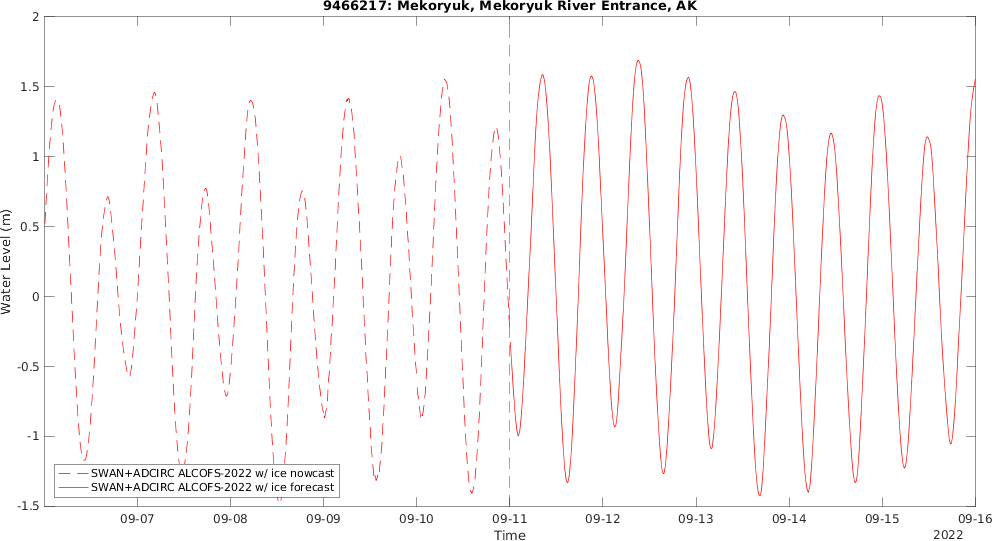 9466217: Mekoryuk, Mekoryuk River Entrance, AK
Water Level (m)
2
1.5
1
0.5
0
-0.5
-1
-1.5
SWAN+ADCIRC ALCOFS-2022 w/ ice nowcast
SWAN+ADCIRC ALCOFS-2022 w/ ice forecast
09-07 09-08 09-09 09-10 09-11 09-12 09-13 09-14 09-15 09-16
Time
2022